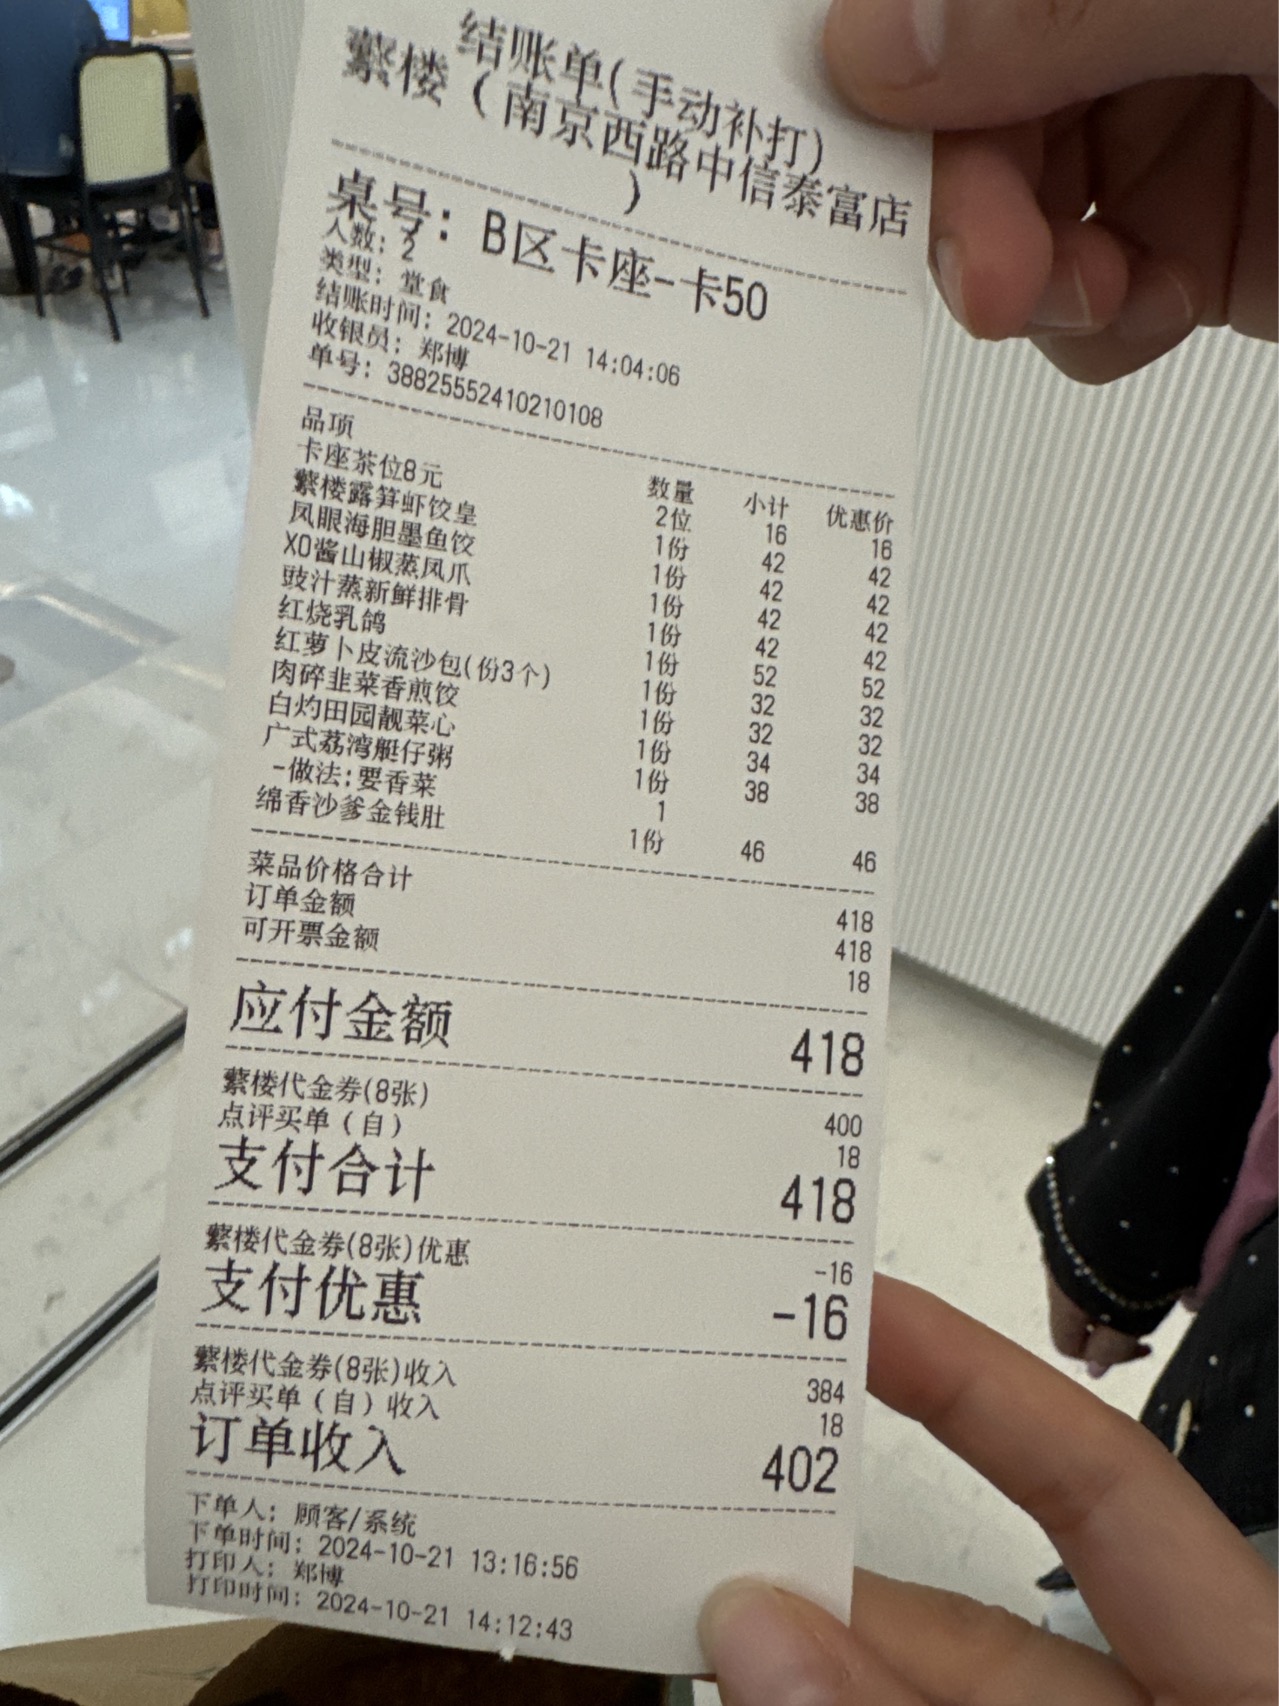 结账单(手动补打)
蘩楼（南京西路中信泰富店
）
桌号：B区卡座-卡50
人数：2
类型：堂食
结账时间：2024-10-21 14:04:06
收银员：郑博
单号：38825552410210108
品项 数量 小计 优惠价
卡座茶位8元 2位 16 16
蘩楼露笋虾饺皇 1份 42 42
凤眼海胆墨鱼饺 1份 42 42
XO酱山椒蒸凤爪 1份 42 42
豉汁蒸新鲜排骨 1份 42 42
红烧乳鸽 1份 52 52
红萝卜皮流沙包(份3个) 1份 32 32
肉碎韭菜香煎饺 1份 32 32
白灼田园靓菜心 1份 34 34
广式荔湾艇仔粥 1份 38 38
-做法:要香菜 1
绵香沙爹金钱肚 1份 46 46
菜品价格合计 418
订单金额 418
可开票金额 18
应付金额 418
蘩楼代金券(8张) 400
点评买单（自） 18
支付合计 418
蘩楼代金券(8张)优惠 -16
支付优惠 -16
蘩楼代金券(8张)收入 384
点评买单（自）收入 18
订单收入 402
下单人：顾客/系统
下单时间：2024-10-21 13:16:56
打印人：郑博
打印时间：2024-10-21 14:12:43